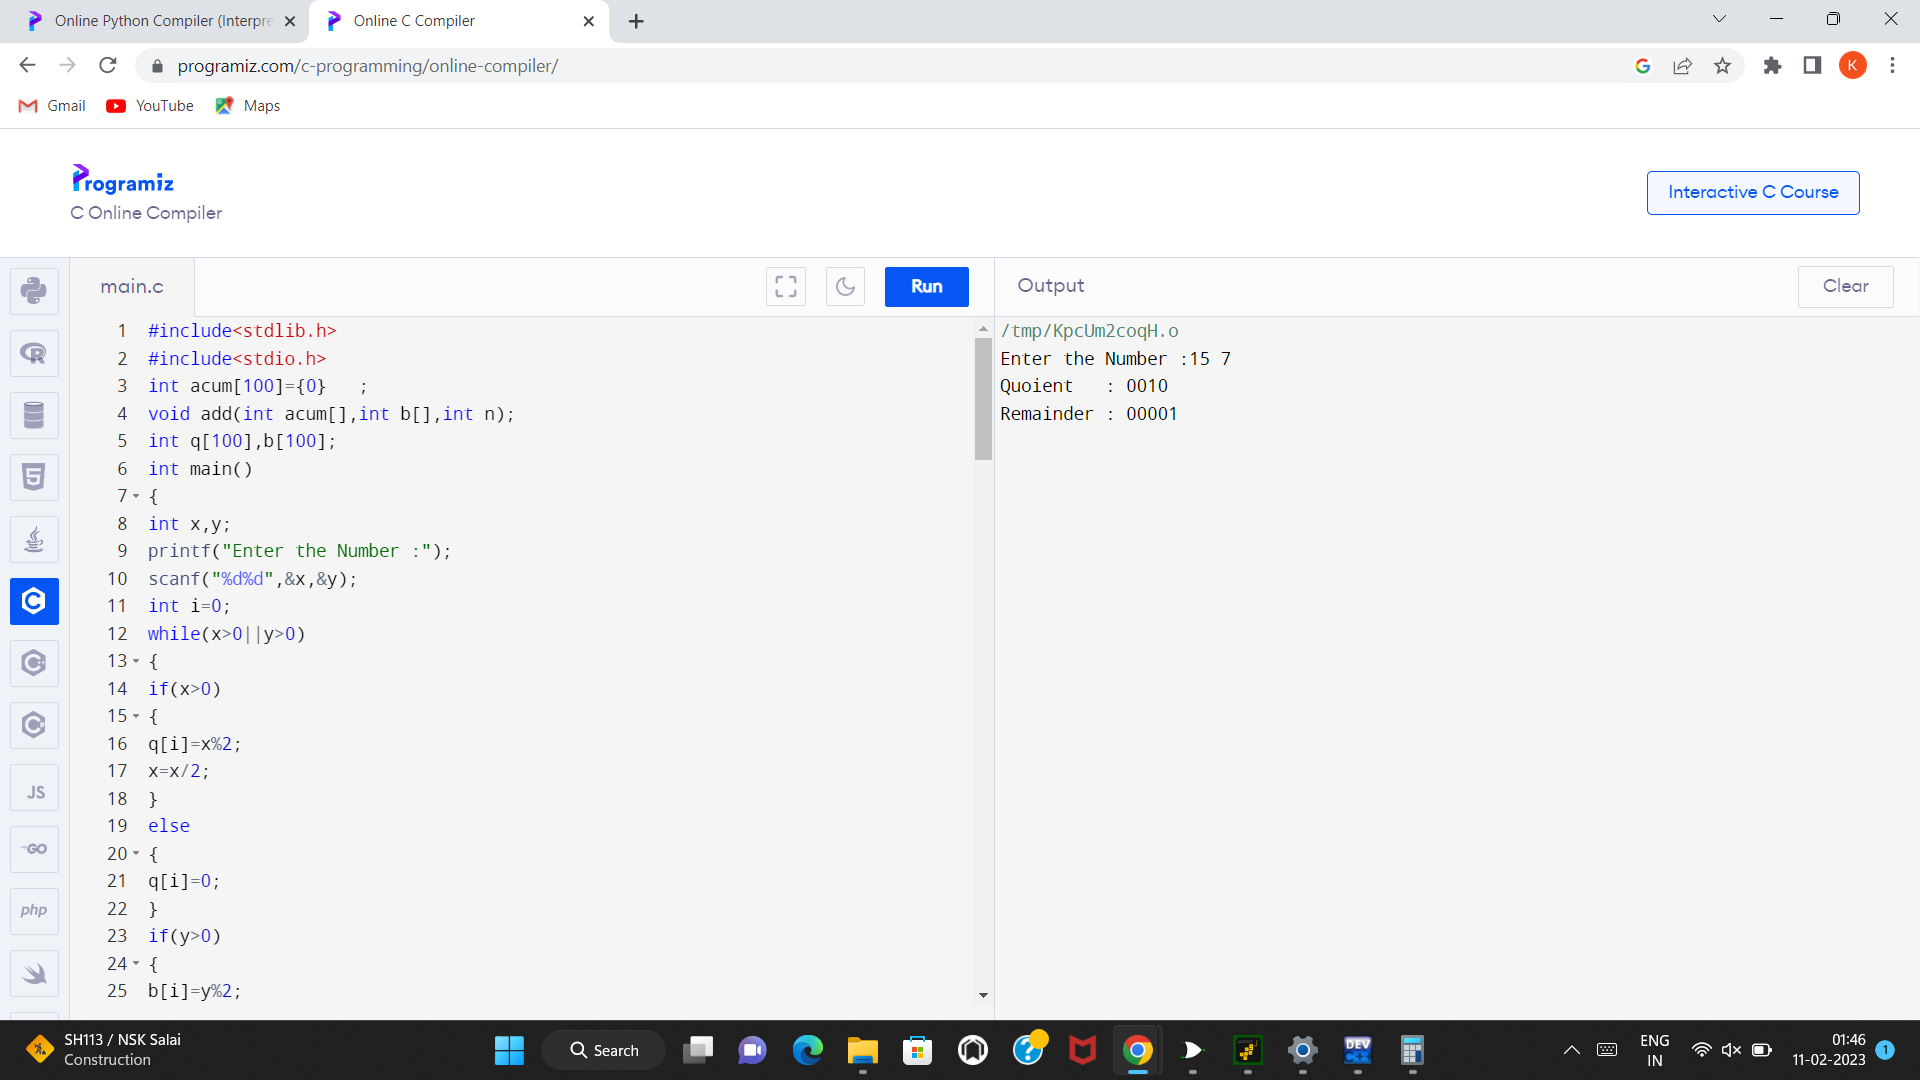 Online Python Compiler (Interpre
Online C Compiler
programiz.com/c-programming/online-compiler/
K
Gmail
YouTube
Maps
Programiz
C Online Compiler
Interactive C Course
main.c
Run
Output
Clear
1 #include<stdlib.h>
2 #include<stdio.h>
3 int acum[100]={0}   ;
4 void add(int acum[],int b[],int n);
5 int q[100],b[100];
6 int main()
7 {
8 int x,y;
9 printf("Enter the Number :");
10 scanf("%d%d",&x,&y);
11 int i=0;
12 while(x>0||y>0)
13 {
14 if(x>0)
15 {
16 q[i]=x%2;
17 x=x/2;
18 }
19 else
20 {
21 q[i]=0;
22 }
23 if(y>0)
24 {
25 b[i]=y%2;
/tmp/KpcUm2coqH.o
Enter the Number :15 7
Quoient   : 0010
Remainder : 00001
JS
GO
php
SH113 / NSK Salai
Construction
Search
DEV
C++
ENG
IN
01:46
11-02-2023
1